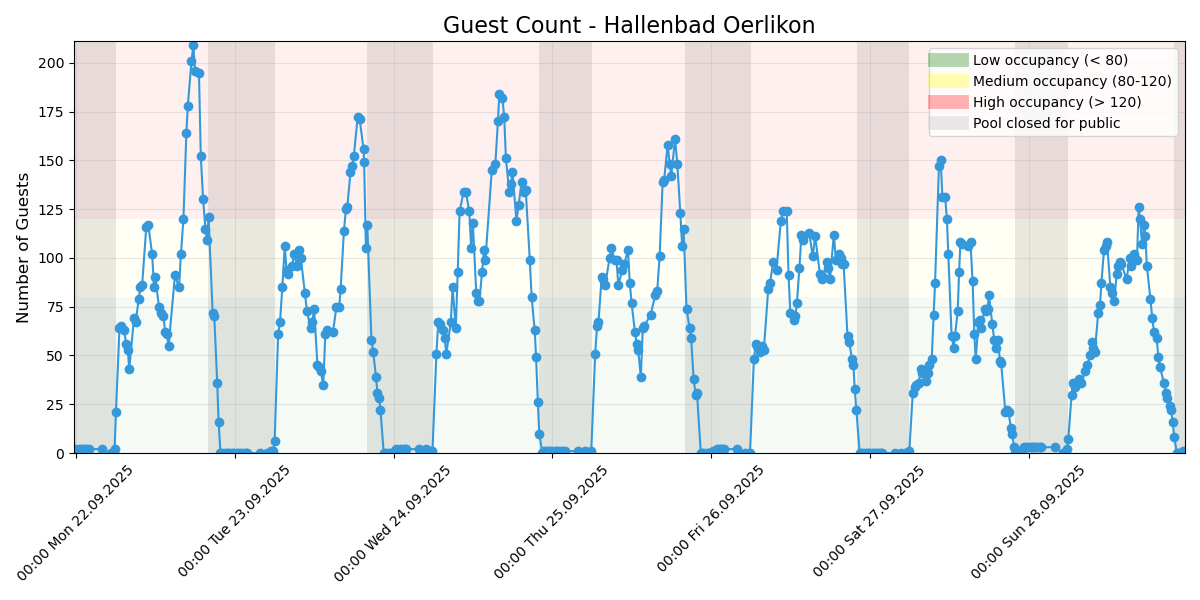 Guest Count - Hallenbad Oerlikon
Number of Guests
200
175
150
125
100
75
50
25
0
Low occupancy (< 80)
Medium occupancy (80-120)
High occupancy (> 120)
Pool closed for public
00:00 Mon 22.09.2025
00:00 Tue 23.09.2025
00:00 Wed 24.09.2025
00:00 Thu 25.09.2025
00:00 Fri 26.09.2025
00:00 Sat 27.09.2025
00:00 Sun 28.09.2025